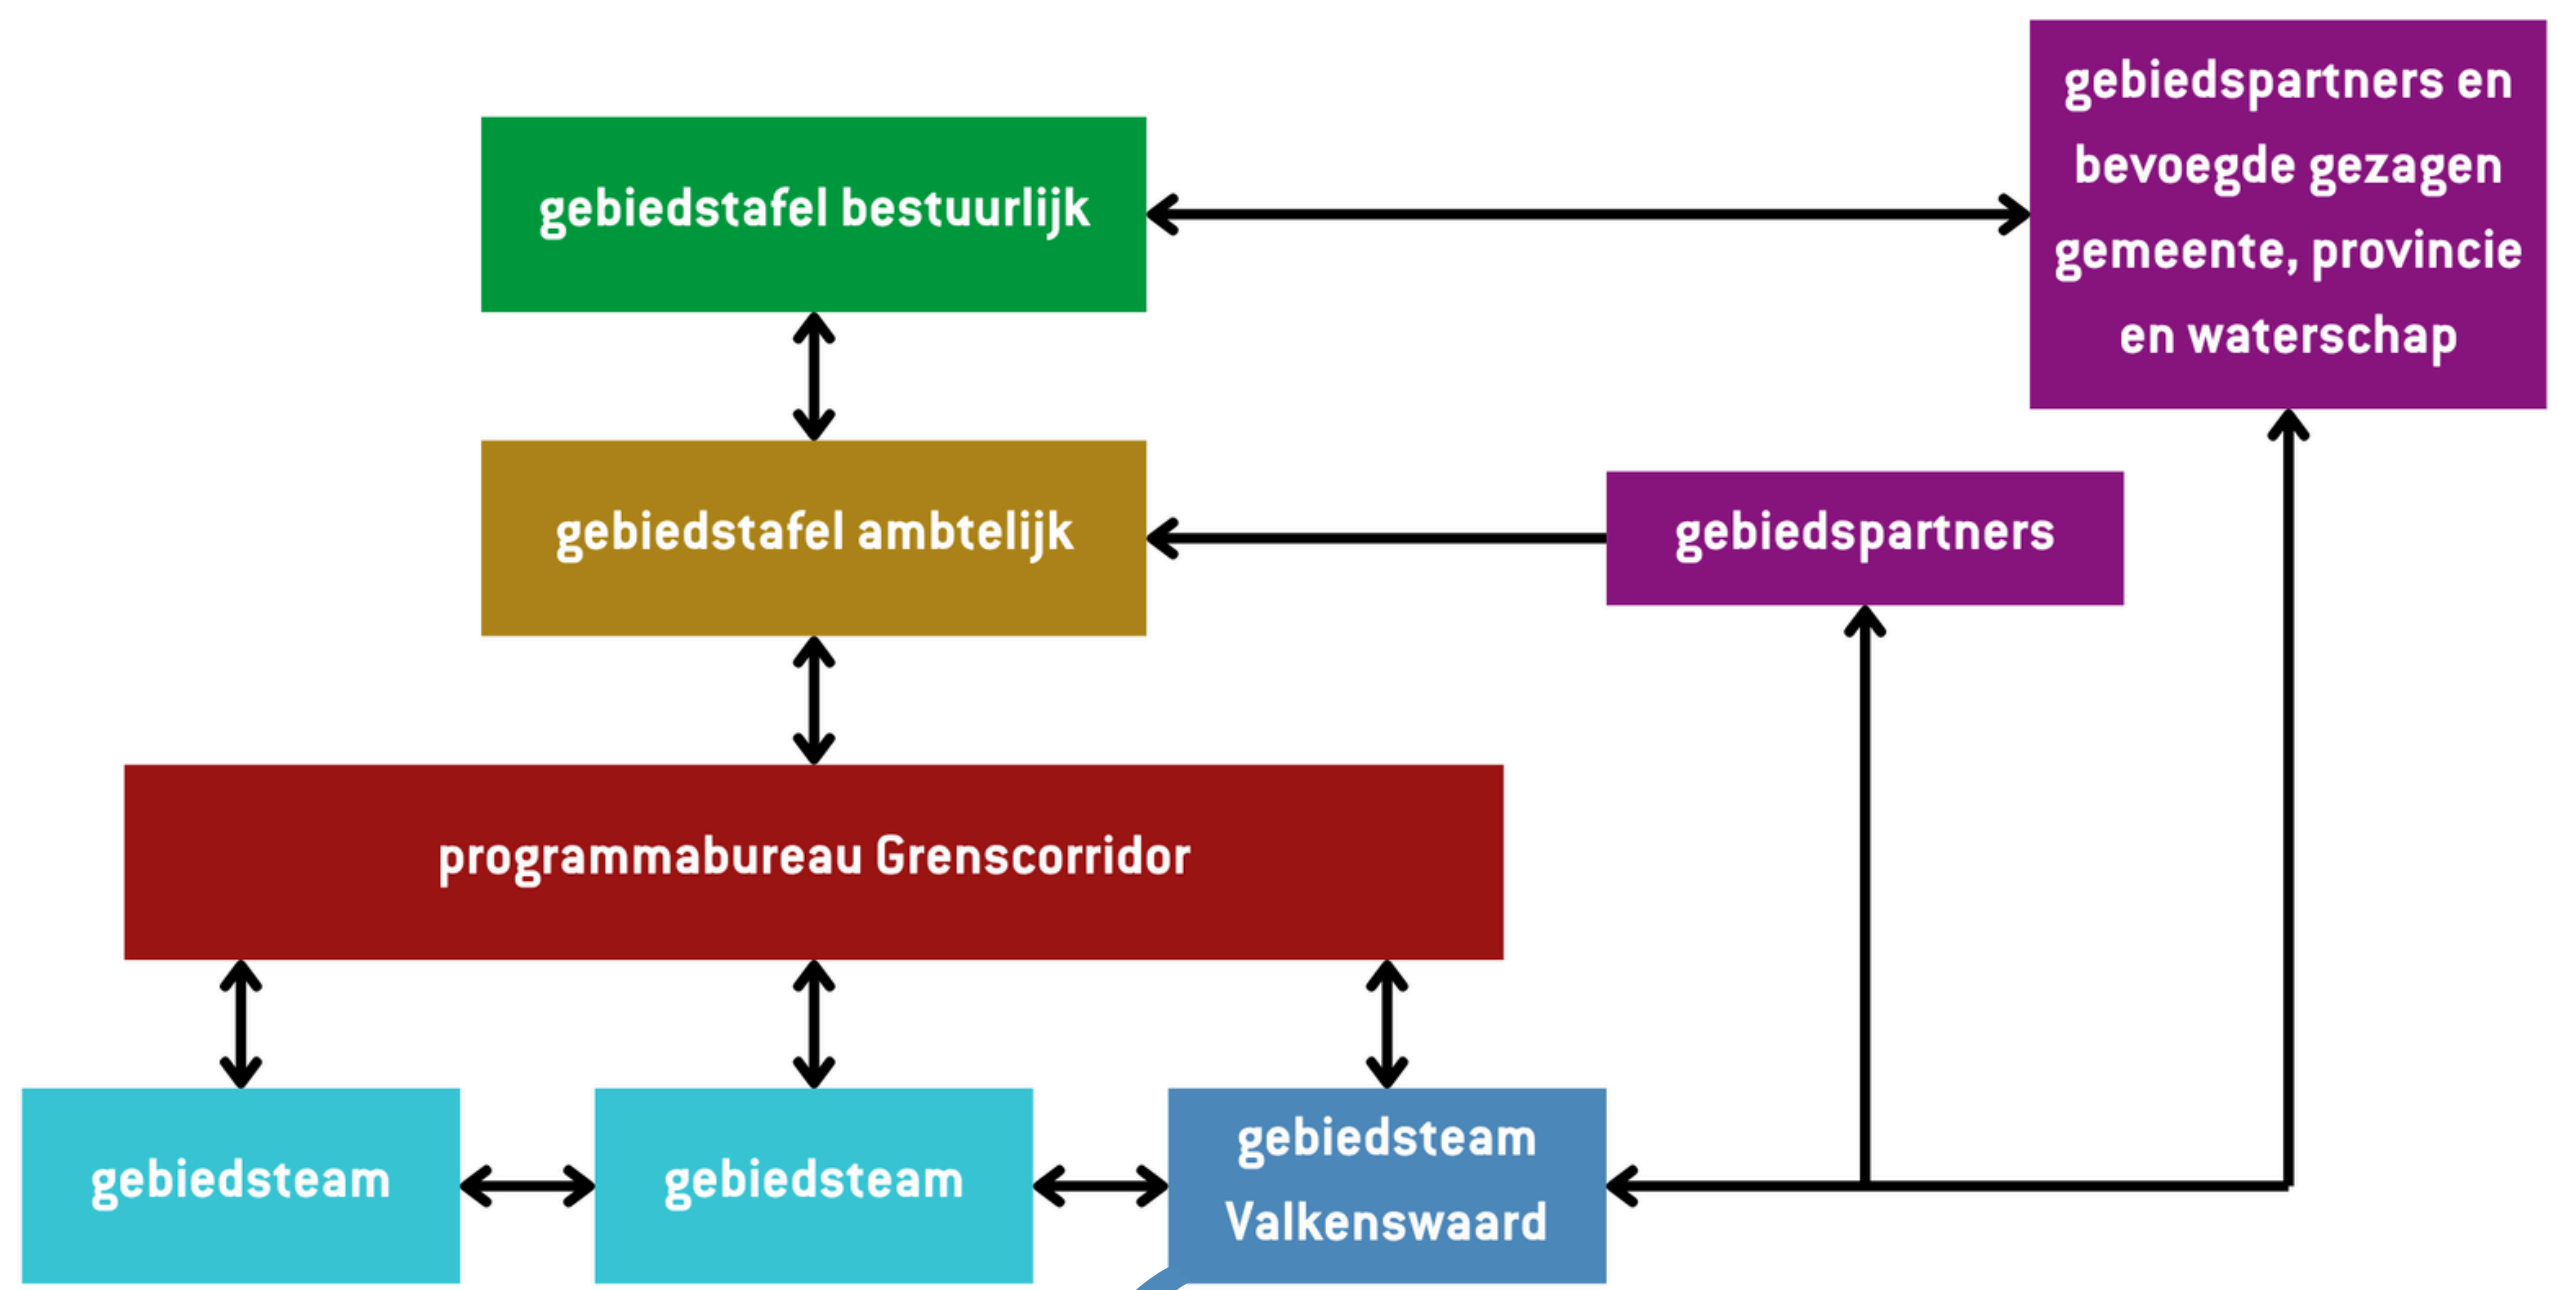 gebiedspartners en
bevoegde gezagen
gemeente, provincie
en waterschap
gebiedstafel bestuurlijk
gebiedstafel ambtelijk
gebiedspartners
programmabureau Grenscorridor
gebiedsteam
gebiedsteam
gebiedsteam
Valkenswaard